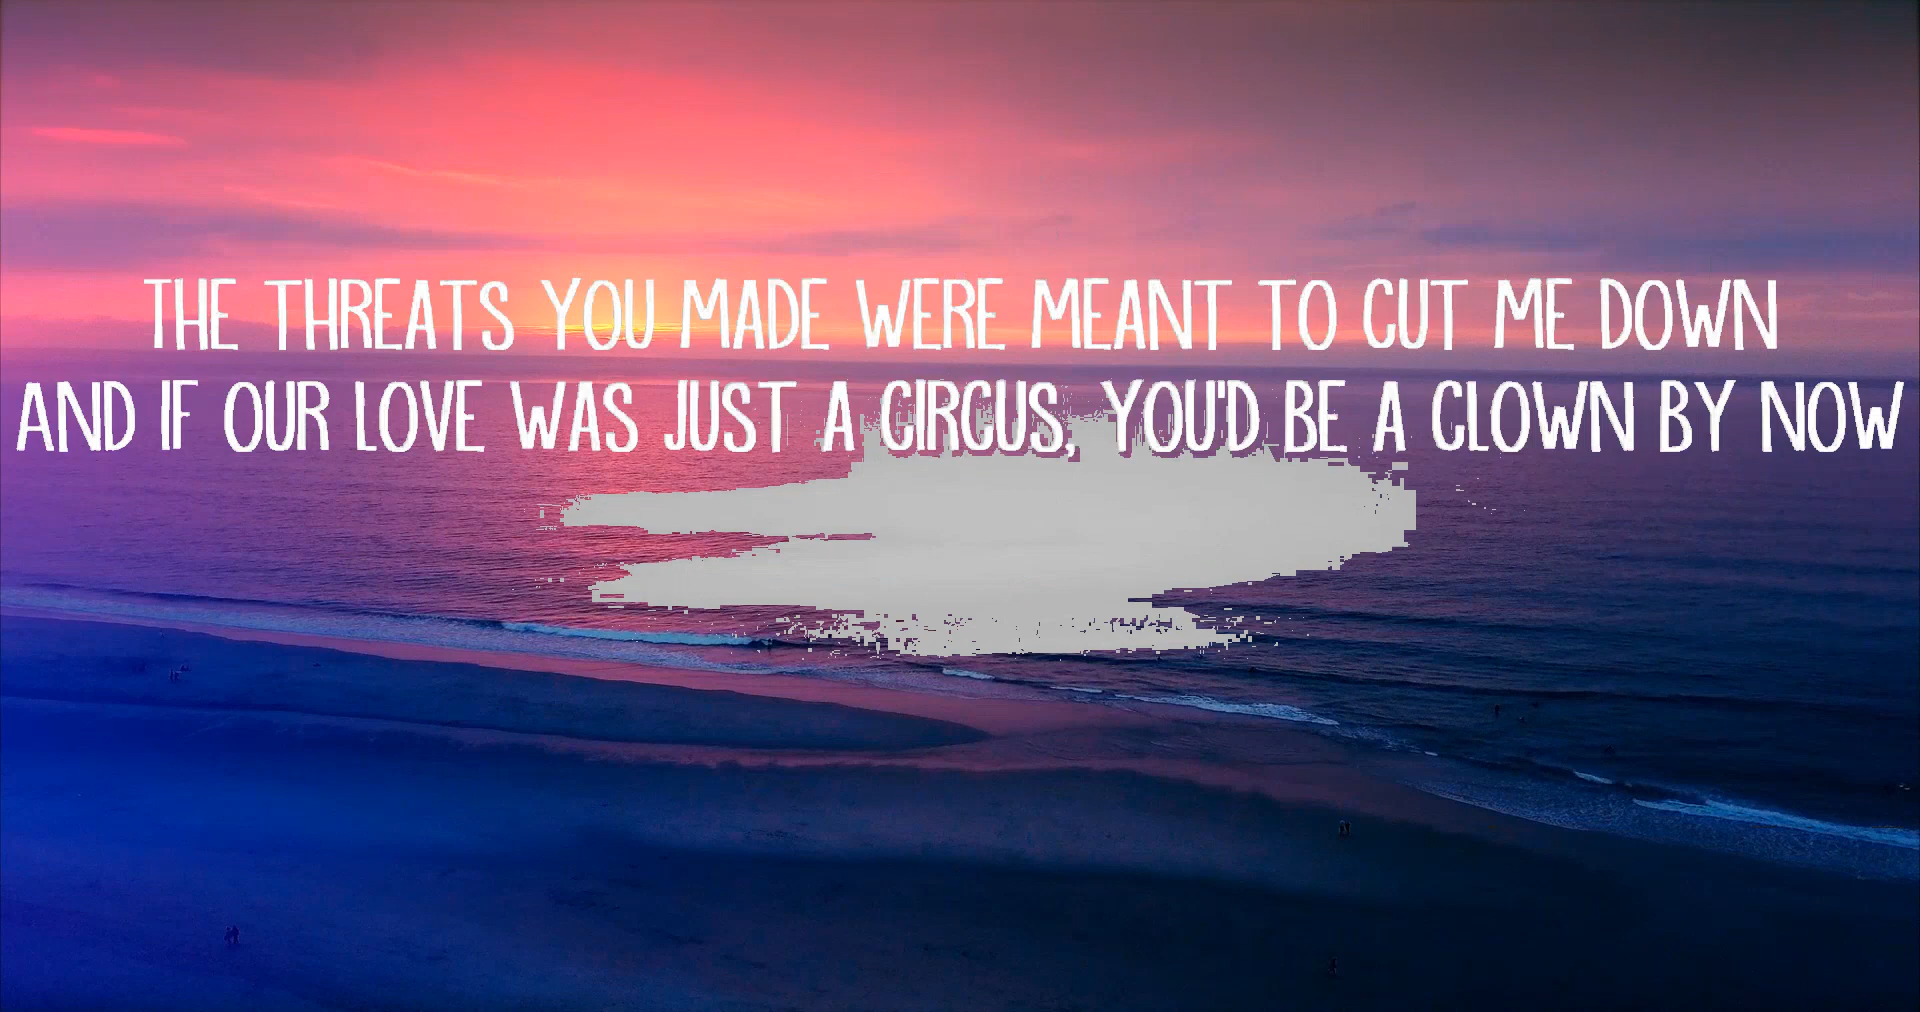 THE THREATS YOU MADE WERE MEANT TO CUT ME DOWN
AND IF OUR LOVE WAS JUST A CIRCUS, YOU'D BE A CLOWN BY NOW